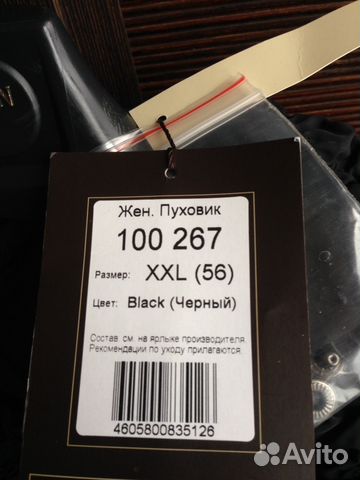 N
Жен. Пуховик
100 267
Размер: XXL (56)
Цвет: Black (Черный)
Состав см. на ярлыке производителя.
Рекомендации по уходу прилагаются.
4605800835126
Avito